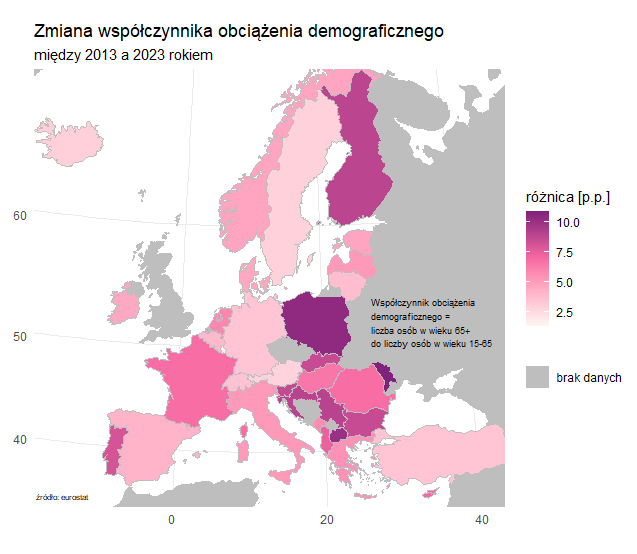 Zmiana współczynnika obciążenia demograficznego
między 2013 a 2023 rokiem
60
50
40
0
20
40
Współczynnik obciążenia
demograficznego =
liczba osób w wieku 65+
do liczby osób w wieku 15-65
źródło: eurostat
różnica [p.p.]
10.0
7.5
5.0
2.5
brak danych